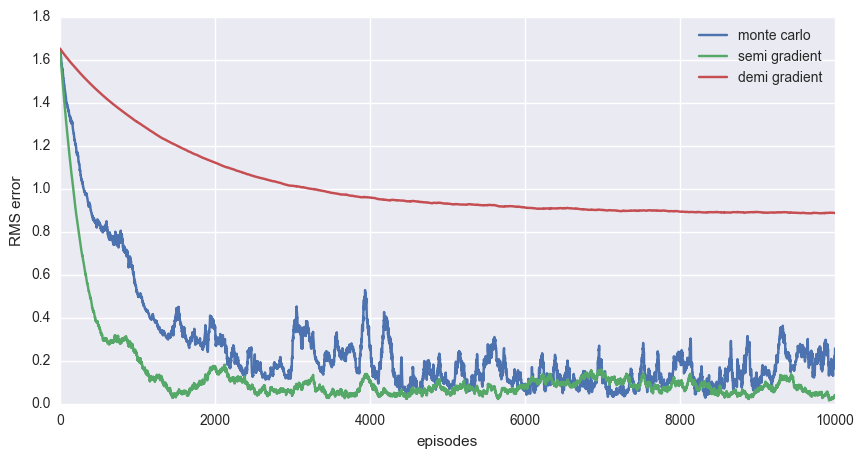 1.8
1.6
1.4
1.2
1.0
0.8
0.6
0.4
0.2
0.0
RMS error
monte carlo
semi gradient
demi gradient
0 2000 4000 6000 8000 10000
episodes